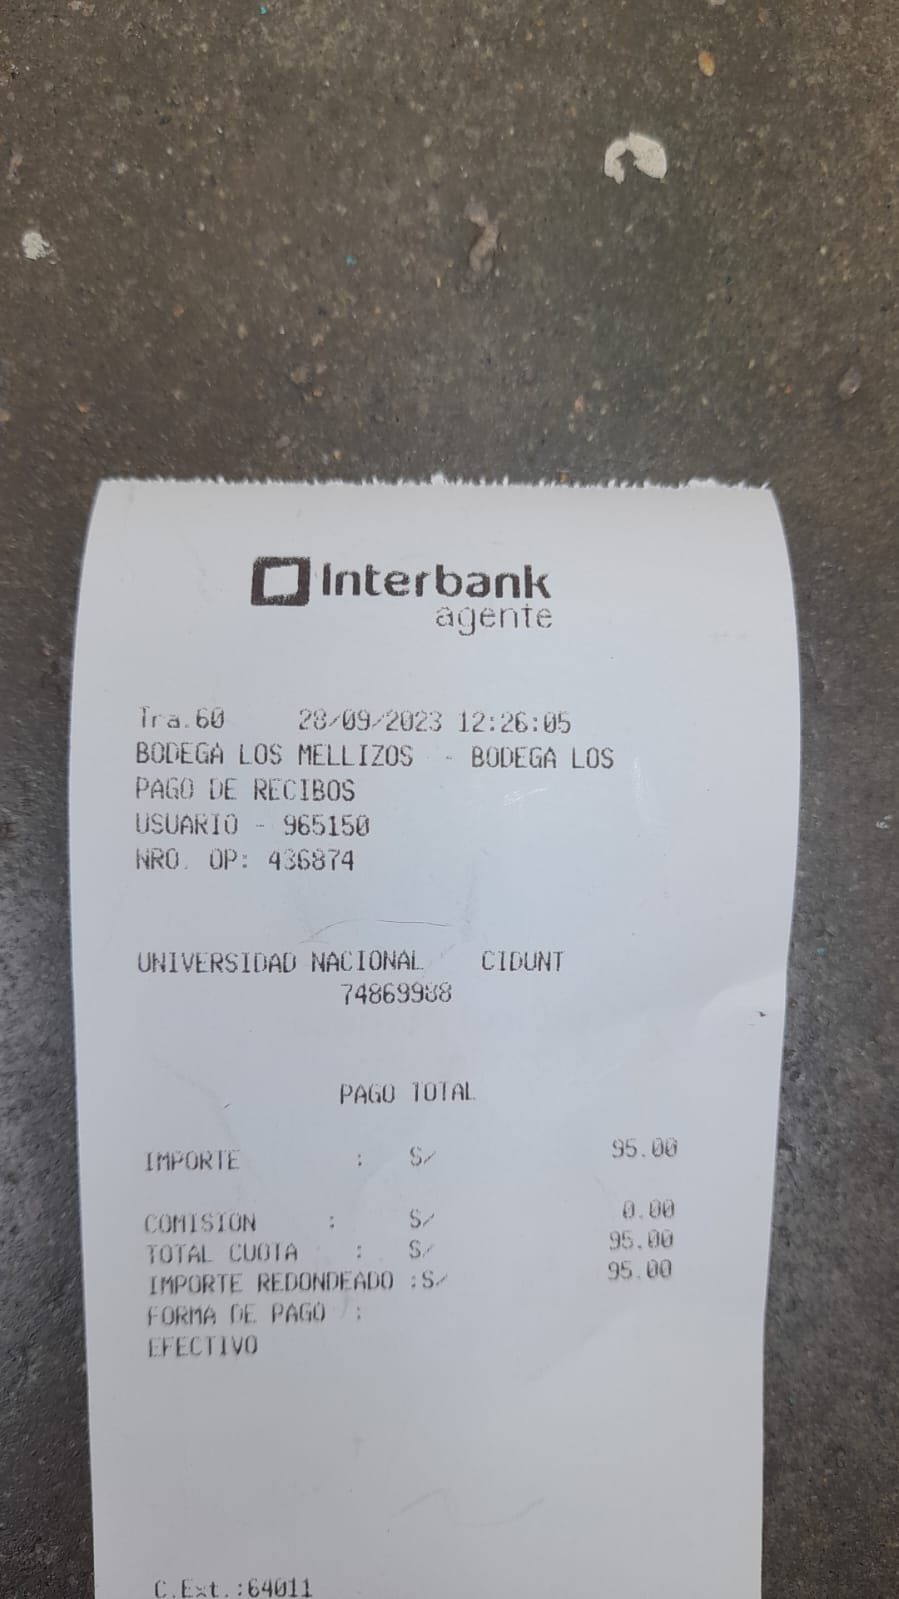 Interbank
agente
Tra.60 28/09/2023 12:26:05
BODEGA LOS MELLIZOS - BODEGA LOS
PAGO DE RECIBOS
USUARIO - 965150
NRO. OP: 436874
UNIVERSIDAD NACIONAL CIDUNT
74869988
PAGO TOTAL
IMPORTE : S/ 95.00
COMISION : S/ 0.00
TOTAL CUOTA : S/ 95.00
IMPORTE REDONDEADO :S/ 95.00
FORMA DE PAGO :
EFECTIVO
C.Ext.:64011